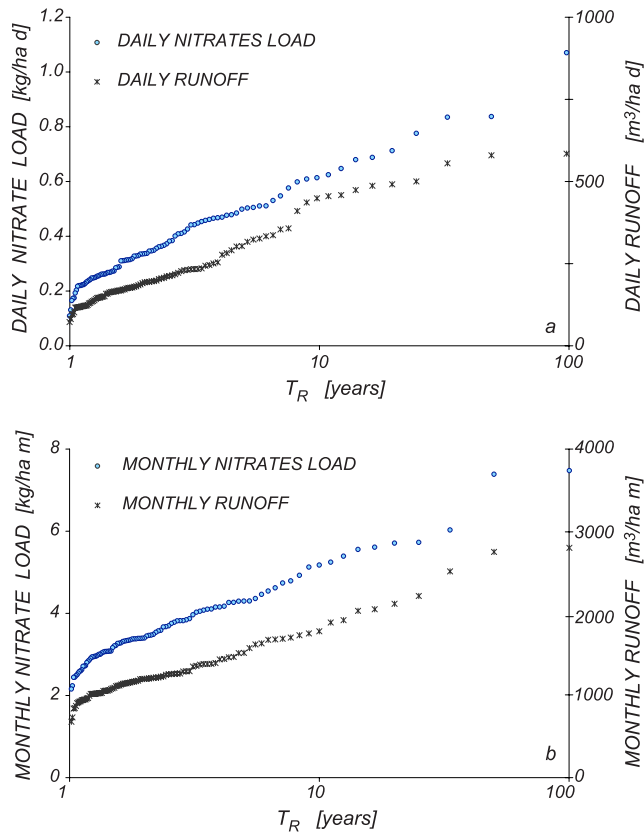 1.2
1.0
0.8
0.6
0.4
0.2
0.0
DAILY NITRATE LOAD [kg/ha d]
DAILY NITRATES LOAD
DAILY RUNOFF
1000
500
0
DAILY RUNOFF [m³/ha d]
a
1
10
100
T_R [years]
8
6
4
2
0
MONTHLY NITRATE LOAD [kg/ha m]
MONTHLY NITRATES LOAD
MONTHLY RUNOFF
4000
3000
2000
1000
0
MONTHLY RUNOFF [m³/ha m]
b
1
10
100
T_R [years]